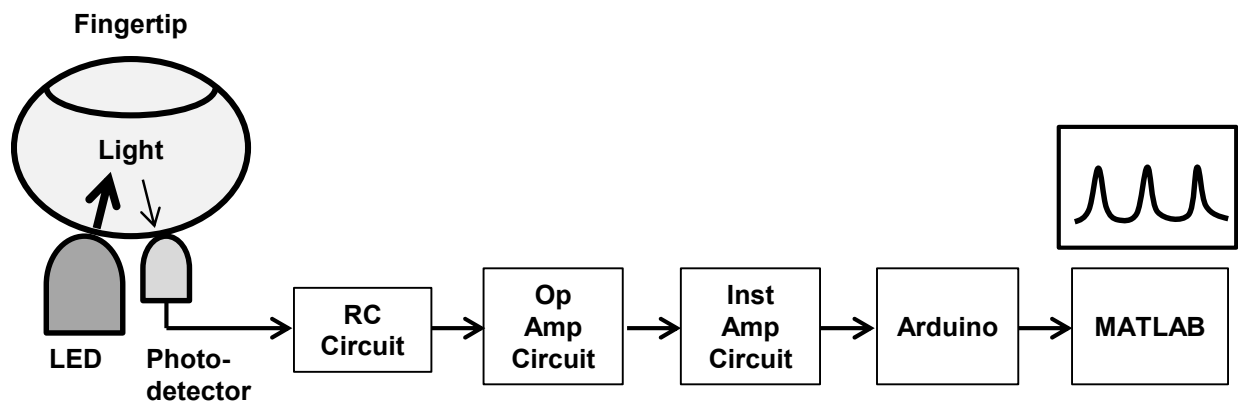 Fingertip
Light
LED
Photo-
detector
RC
Circuit
Op
Amp
Circuit
Inst
Amp
Circuit
Arduino
MATLAB